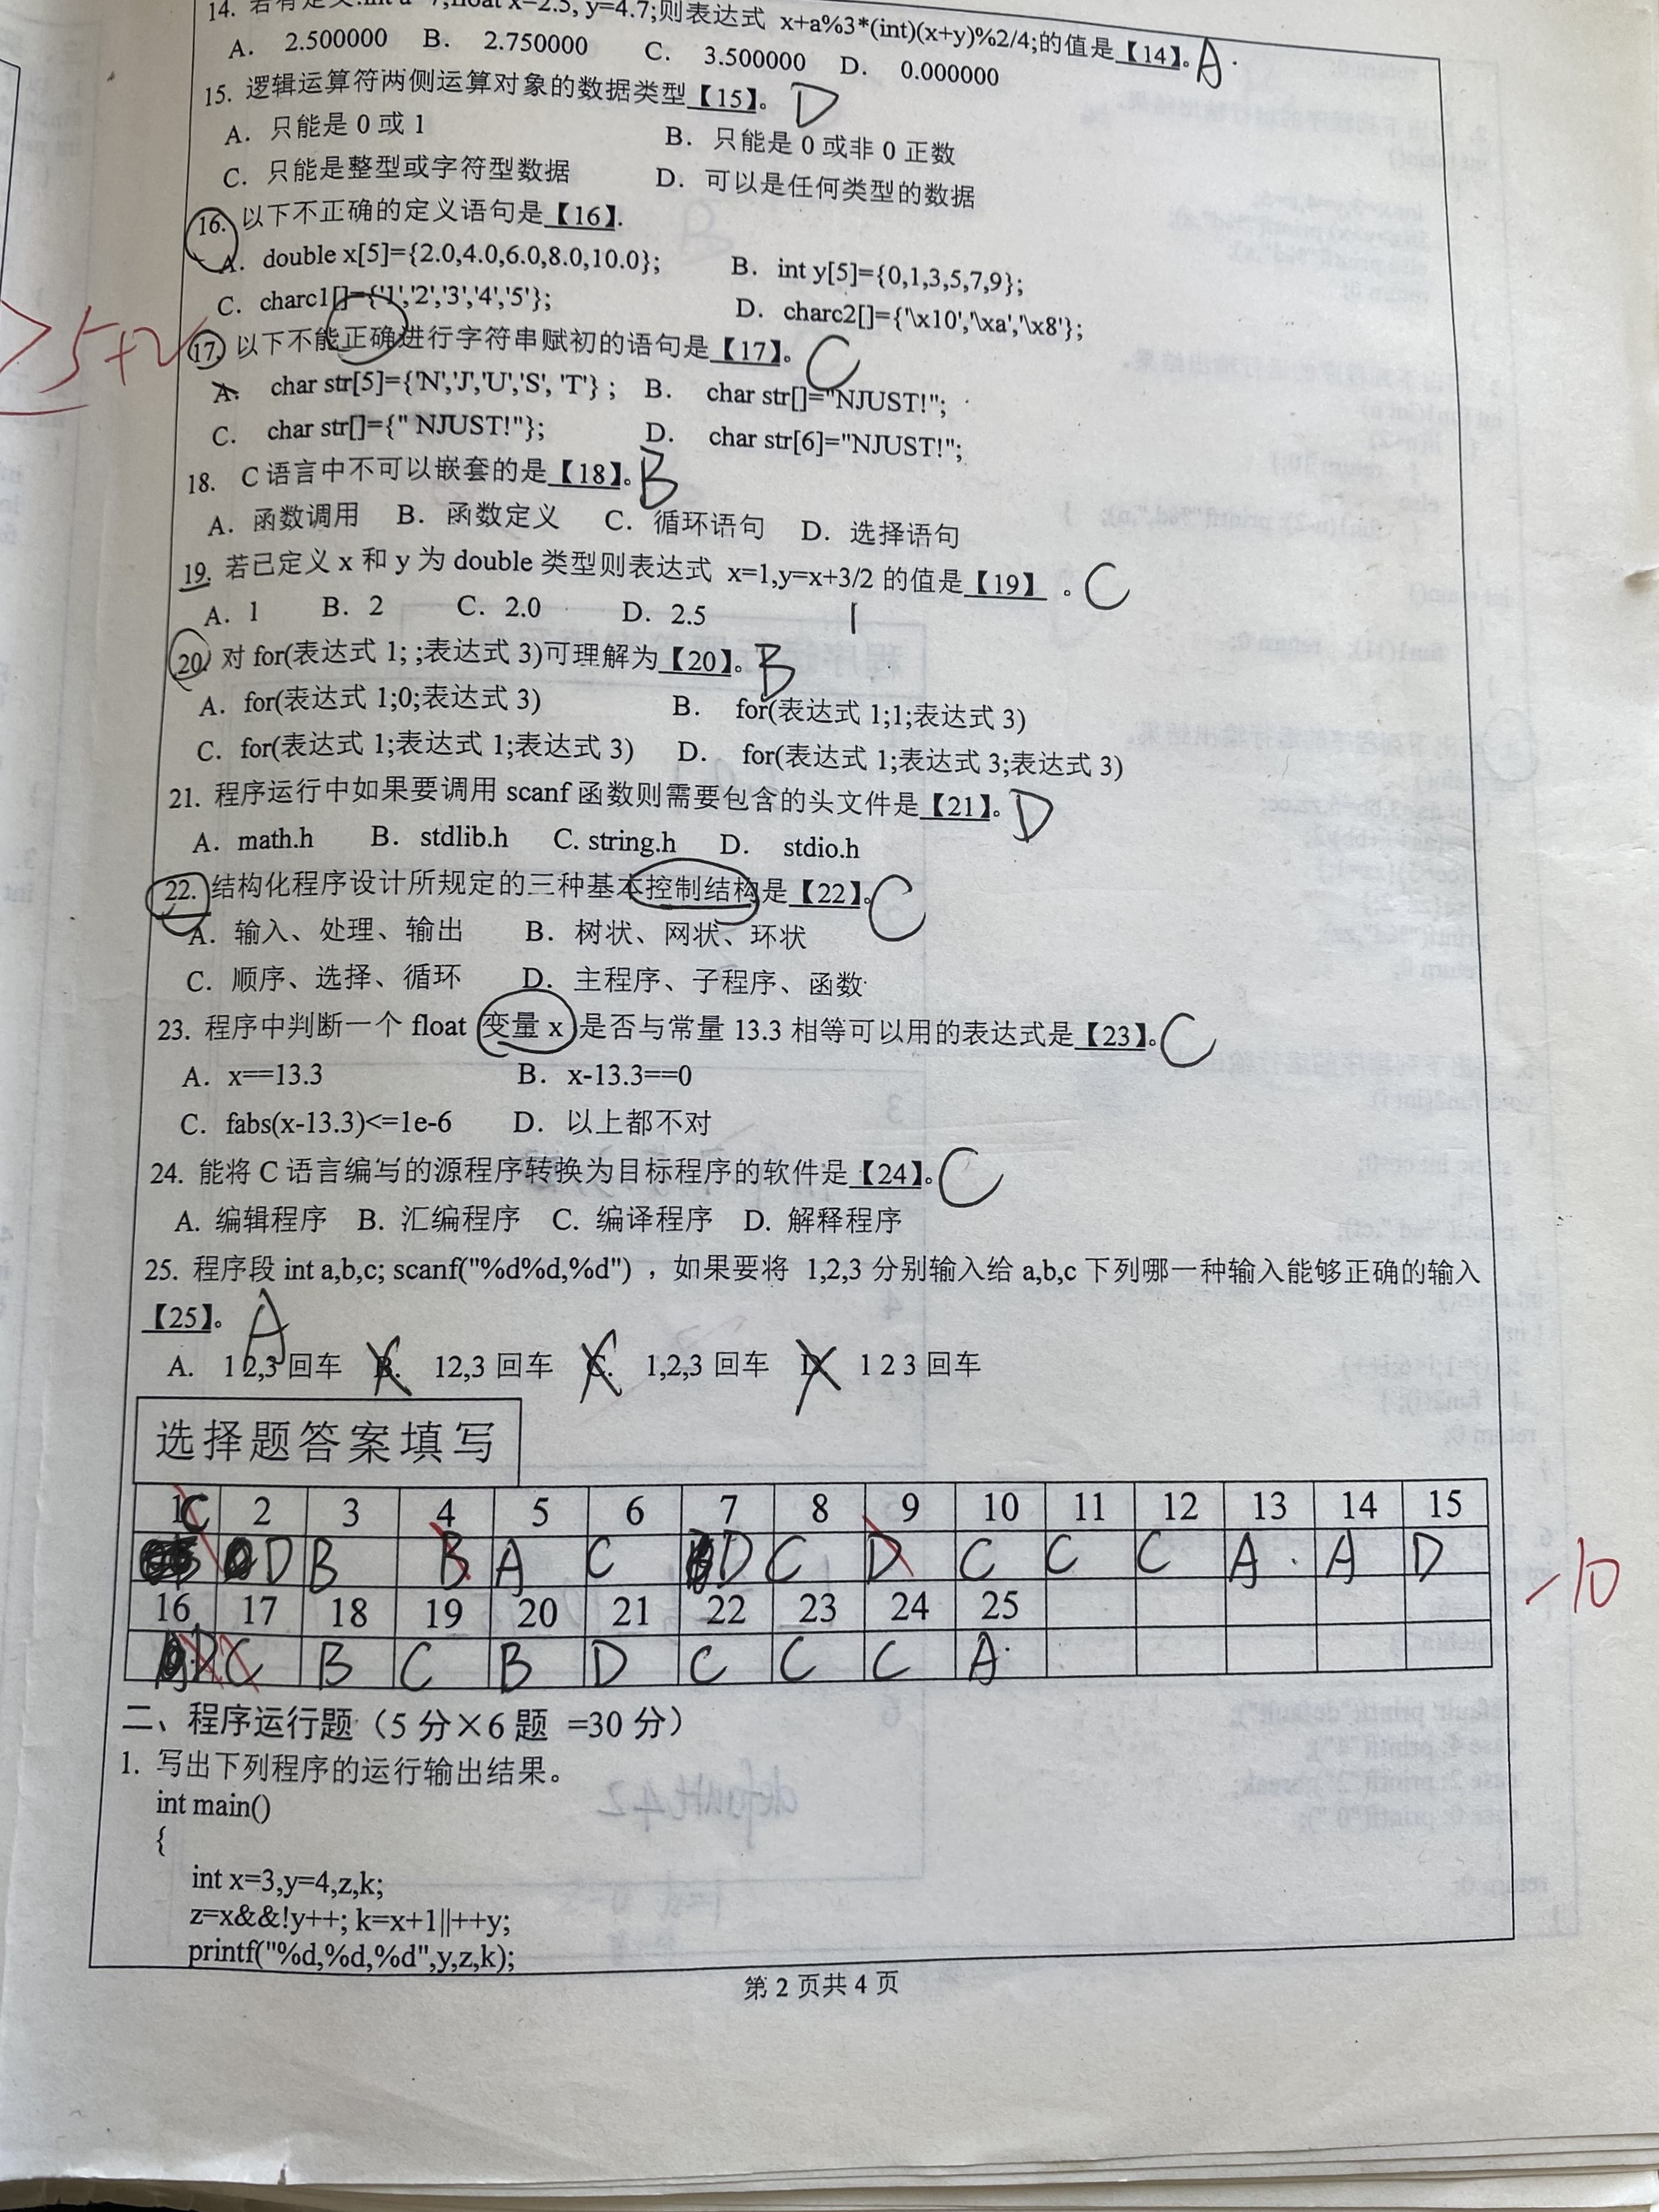 14. 若有定义:int a=7;float x=2.5, y=4.7;则表达式 x+a%3*(int)(x+y)%2/4;的值是【14】。A.
A. 2.500000 B. 2.750000 C. 3.500000 D. 0.000000
15. 逻辑运算符两侧运算对象的数据类型【15】。D
A. 只能是 0 或 1 B. 只能是 0 或非 0 正数
C. 只能是整型或字符型数据 D. 可以是任何类型的数据
16. 以下不正确的定义语句是【16】.
A. double x[5]={2.0,4.0,6.0,8.0,10.0}; B. int y[5]={0,1,3,5,7,9};
C. charc1[]={'1','2','3','4','5'}; D. charc2[]={'\x10','\xa','\x8'};
75+2
17. 以下不能正确进行字符串赋初的语句是【17】。C
A. char str[5]={'N','J','U','S', 'T'} ; B. char str[]="NJUST!";
C. char str[]={" NJUST!"}; D. char str[6]="NJUST!";
18. C 语言中不可以嵌套的是【18】。B
A. 函数调用 B. 函数定义 C. 循环语句 D. 选择语句
19. 若已定义 x 和 y 为 double 类型则表达式 x=1,y=x+3/2 的值是【19】 。C
A. 1 B. 2 C. 2.0 D. 2.5 1
20. 对 for(表达式 1; ;表达式 3)可理解为【20】。B
A. for(表达式 1;0;表达式 3) B. for(表达式 1;1;表达式 3)
C. for(表达式 1;表达式 1;表达式 3) D. for(表达式 1;表达式 3;表达式 3)
21. 程序运行中如果要调用 scanf 函数则需要包含的头文件是【21】。D
A. math.h B. stdlib.h C. string.h D. stdio.h
22. 结构化程序设计所规定的三种基本控制结构是【22】。C
A. 输入、处理、输出 B. 树状、网状、环状
C. 顺序、选择、循环 D. 主程序、子程序、函数
23. 程序中判断一个 float 变量 x 是否与常量 13.3 相等可以用的表达式是【23】。C
A. x==13.3 B. x-13.3==0
C. fabs(x-13.3)<=1e-6 D. 以上都不对
24. 能将 C 语言编写的源程序转换为目标程序的软件是【24】。C
A. 编辑程序 B. 汇编程序 C. 编译程序 D. 解释程序
25. 程序段 int a,b,c; scanf("%d%d,%d") ，如果要将 1,2,3 分别输入给 a,b,c 下列哪一种输入能够正确的输入
【25】。 A
A. 1 2,3 回车 B. 12,3 回车 C. 1,2,3 回车 D. 1 2 3 回车
选择题答案填写
1 C 2 3 4 5 6 7 8 9 10 11 12 13 14 15
D B B A C D C D C C C A. A D
-10
16 17 18 19 20 21 22 23 24 25
D C B C B D C C C A.
二、程序运行题（5 分×6 题 =30 分）
1. 写出下列程序的运行输出结果。
int main()
{
int x=3,y=4,z,k;
z=x&&!y++; k=x+1||++y;
printf("%d,%d,%d",y,z,k);
第 2 页共 4 页